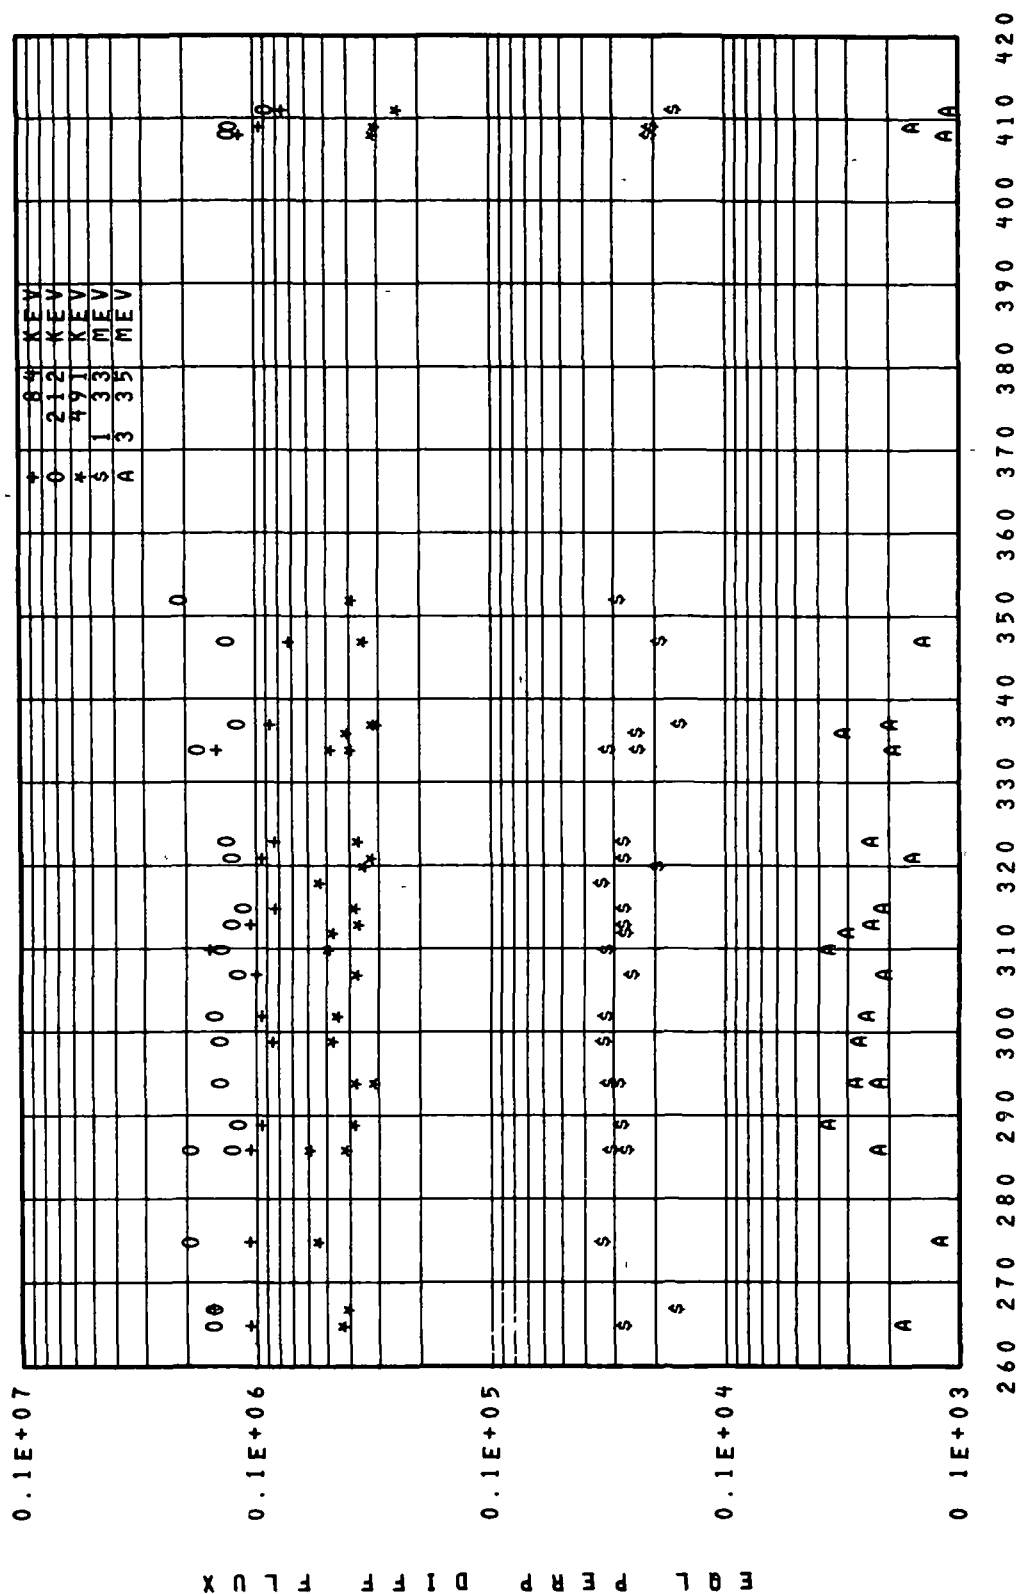 + 84 KEV
O 212 KEV
* 491 KEV
S 1 33 MEV
A 3 35 MEV
EQL PERP DIFF FLUX
0.1E+07
0.1E+06
0.1E+05
0.1E+04
0 1E+03
260 270 280 290 300 310 320 330 340 350 360 370 380 390 400 410 420